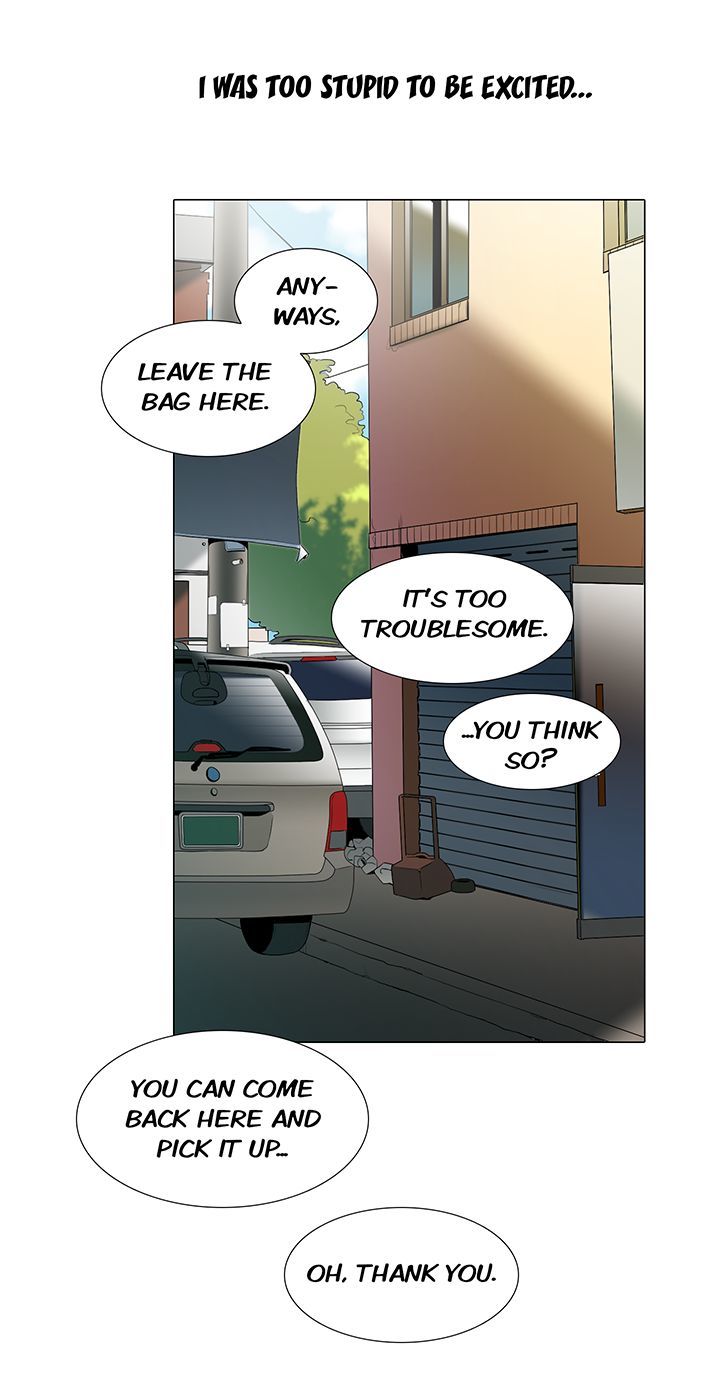 I WAS TOO STUPID TO BE EXCITED...
ANY-
WAYS,
LEAVE THE
BAG HERE.
IT'S TOO
TROUBLESOME.
...YOU THINK
SO?
YOU CAN COME
BACK HERE AND
PICK IT UP...
OH, THANK YOU.